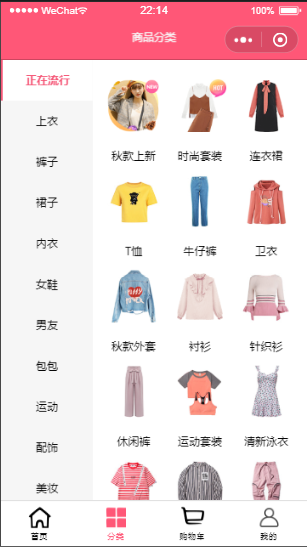 WeChat
22:14
100%
商品分类
正在流行
上衣
裤子
裙子
内衣
女鞋
男友
包包
运动
配饰
美妆
NEW
HOT
秋款上新
时尚套装
连衣裙
T恤
牛仔裤
卫衣
秋款外套
衬衫
针织衫
休闲裤
运动套装
清新泳衣
首页
分类
购物车
我的